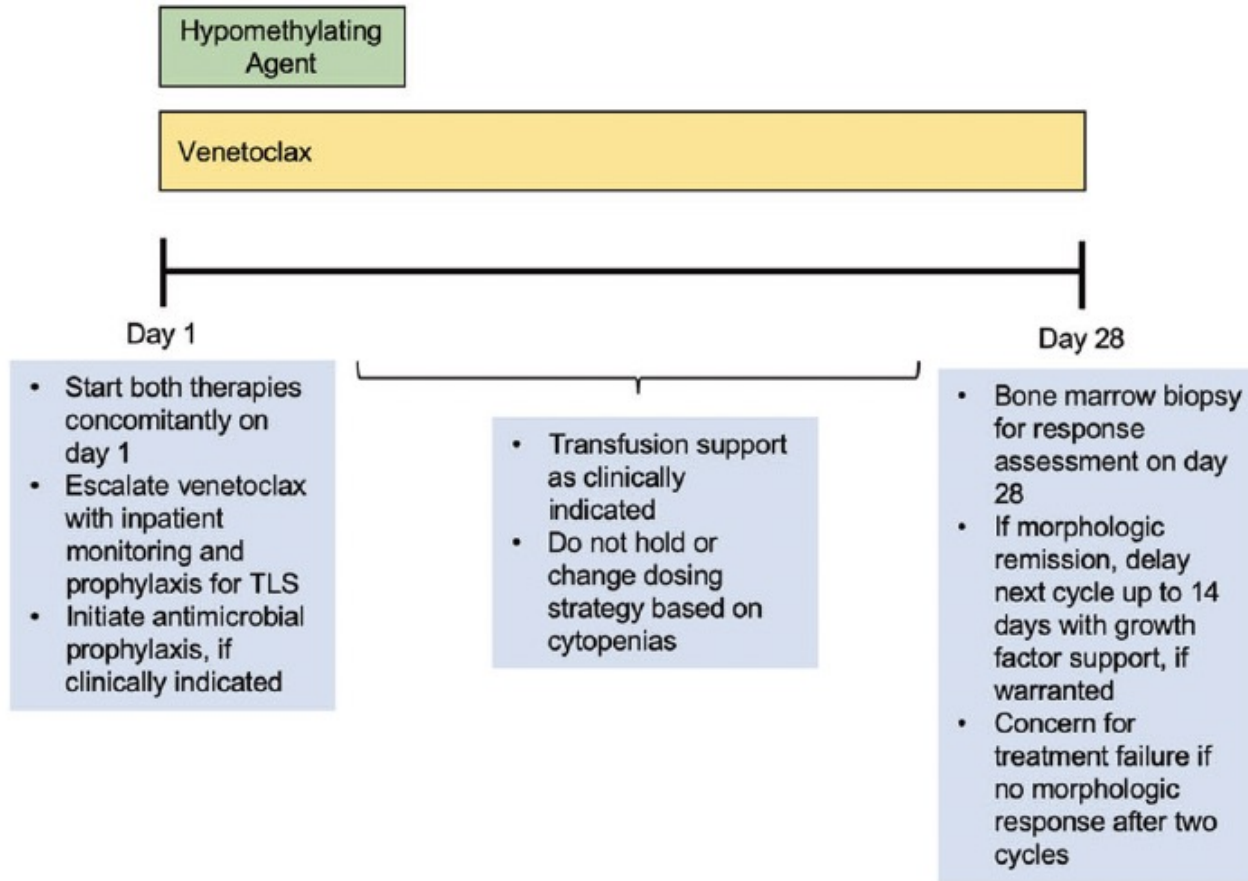 Hypomethylating
Agent
Venetoclax
Day 1
Day 28
• Start both therapies
concomitantly on
day 1
• Escalate venetoclax
with inpatient
monitoring and
prophylaxis for TLS
• Initiate antimicrobial
prophylaxis, if
clinically indicated
• Transfusion support
as clinically
indicated
• Do not hold or
change dosing
strategy based on
cytopenias
• Bone marrow biopsy
for response
assessment on day
28
• If morphologic
remission, delay
next cycle up to 14
days with growth
factor support, if
warranted
• Concern for
treatment failure if
no morphologic
response after two
cycles